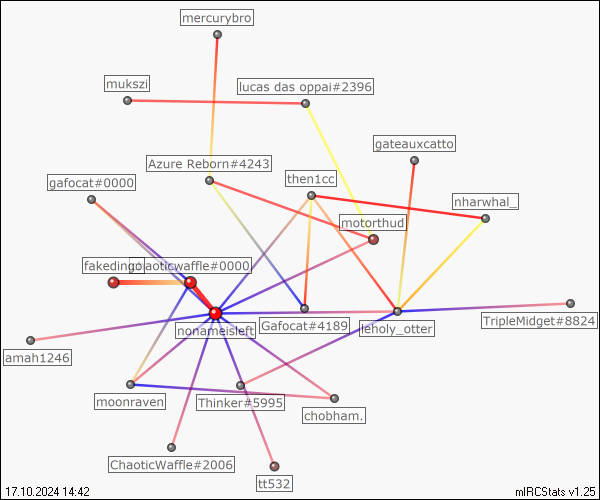 mercurybro
mukszi
lucas das oppai#2396
gateauxcatto
Azure Reborn#4243
gafocat#0000
then1cc
nharwhal_
motorthud
chaoticwaffle#0000
nonameisleft
Gafocat#4189
leholy_otter
TripleMidget#8824
amah1246
moonraven
Thinker#5995
chobham.
ChaoticWaffle#2006
tt532
17.10.2024 14:42
mIRCStats v1.25